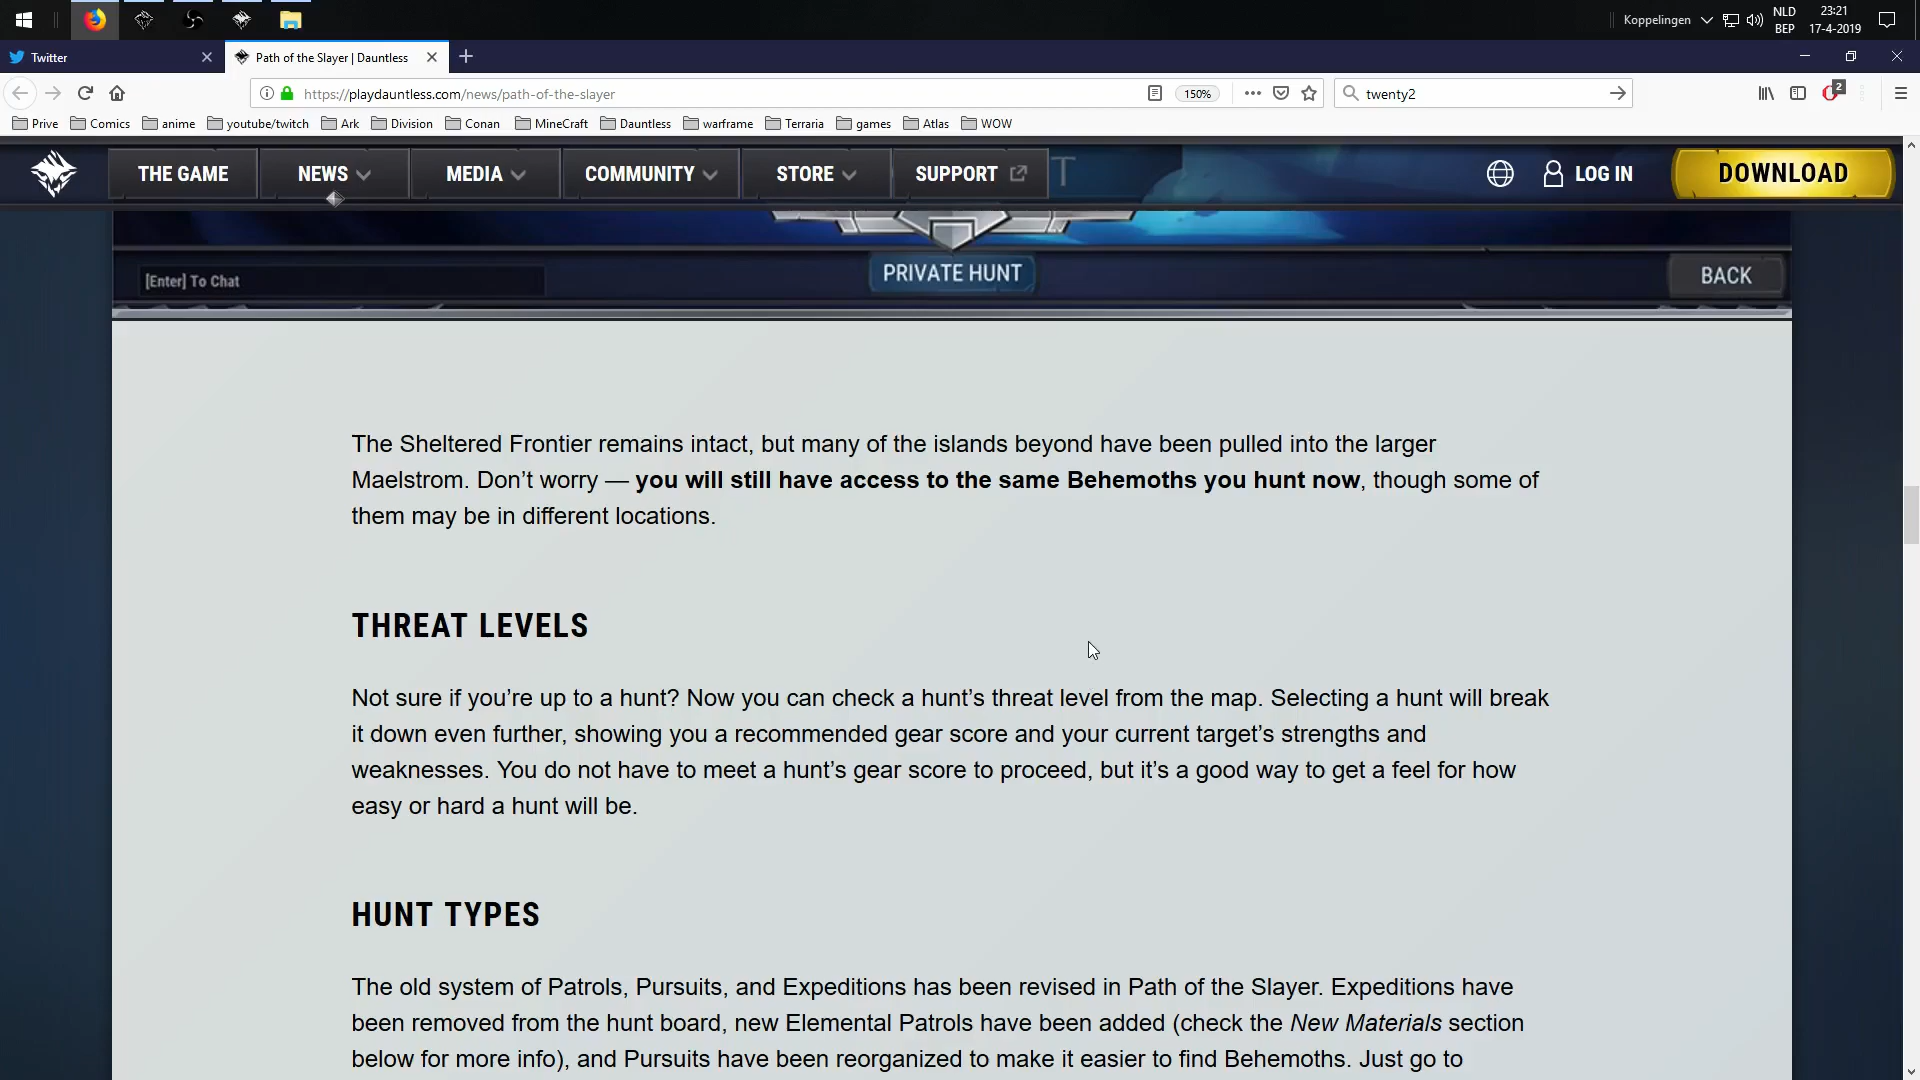 Koppelingen
NLD
BEP
23:21
17-4-2019
Twitter
Path of the Slayer | Dauntless
https://playdauntless.com/news/path-of-the-slayer
150%
twenty2
2
Prive
Comics
anime
youtube/twitch
Ark
Division
Conan
MineCraft
Dauntless
warframe
Terraria
games
Atlas
WOW
THE GAME
NEWS
MEDIA
COMMUNITY
STORE
SUPPORT
T
LOG IN
DOWNLOAD
[Enter] To Chat
PRIVATE HUNT
BACK
The Sheltered Frontier remains intact, but many of the islands beyond have been pulled into the larger
Maelstrom. Don’t worry — you will still have access to the same Behemoths you hunt now, though some of
them may be in different locations.
THREAT LEVELS
Not sure if you’re up to a hunt? Now you can check a hunt’s threat level from the map. Selecting a hunt will break
it down even further, showing you a recommended gear score and your current target’s strengths and
weaknesses. You do not have to meet a hunt’s gear score to proceed, but it’s a good way to get a feel for how
easy or hard a hunt will be.
HUNT TYPES
The old system of Patrols, Pursuits, and Expeditions has been revised in Path of the Slayer. Expeditions have
been removed from the hunt board, new Elemental Patrols have been added (check the New Materials section
below for more info), and Pursuits have been reorganized to make it easier to find Behemoths. Just go to